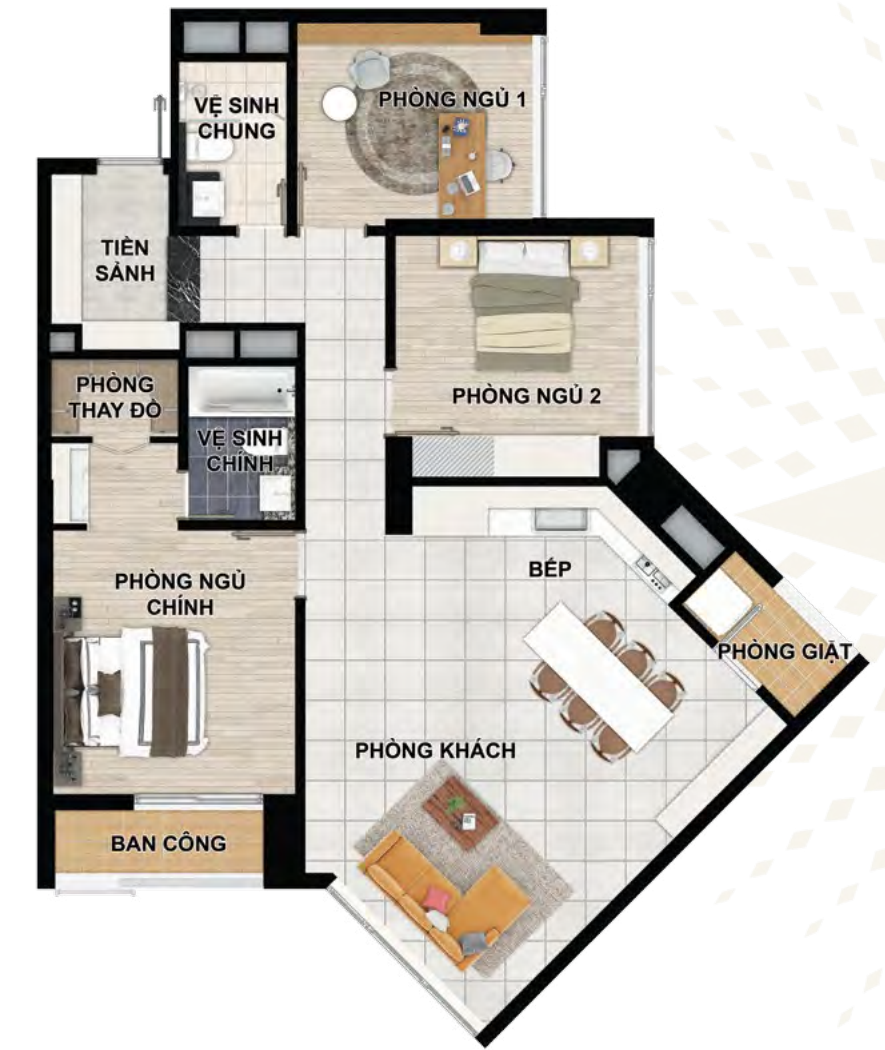 VỆ SINH
CHUNG
PHÒNG NGỦ 1
TIỀN
SẢNH
PHÒNG
THAY ĐỒ
VỆ SINH
CHÍNH
PHÒNG NGỦ 2
PHÒNG NGỦ
CHÍNH
BẾP
PHÒNG GIẶT
PHÒNG KHÁCH
BAN CÔNG